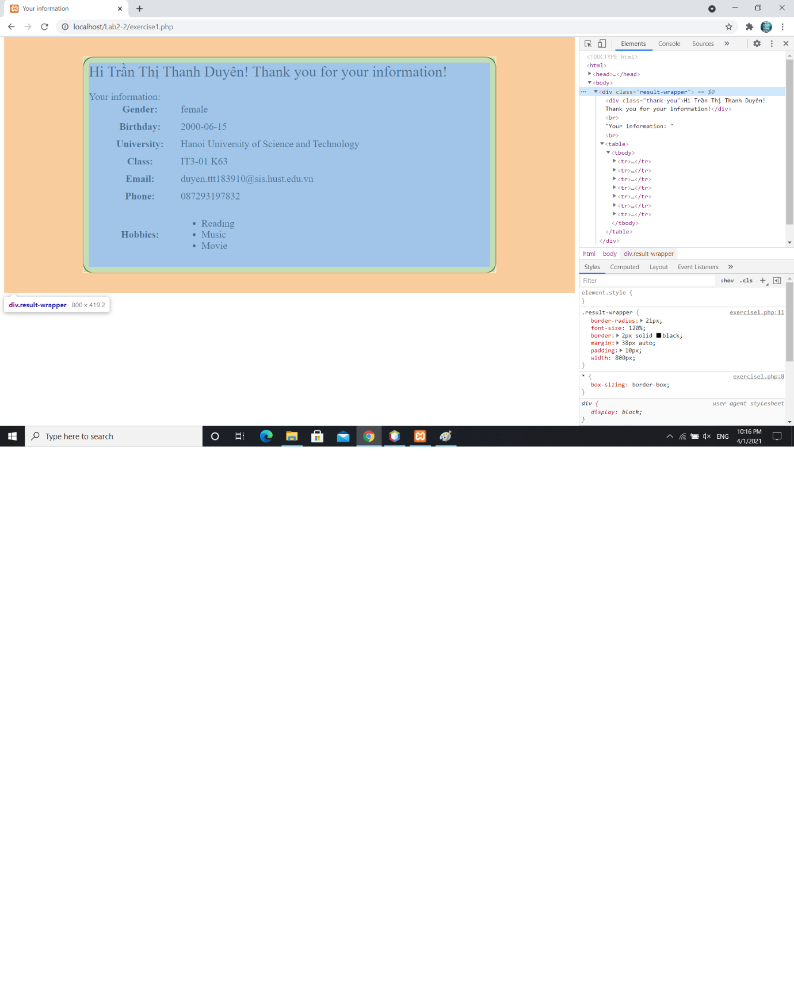 Your information
localhost/Lab2-2/exercise1.php
Hi Trần Thị Thanh Duyên! Thank you for your information!
Your information:
Gender: female
Birthday: 2000-06-15
University: Hanoi University of Science and Technology
Class: IT3-01 K63
Email: duyen.ttt183910@sis.hust.edu.vn
Phone: 087293197832
Hobbies:
• Reading
• Music
• Movie
div.result-wrapper 800 × 419.2
Elements Console Sources »
<!DOCTYPE html>
<html>
<head>…</head>
<body>
··· <div class="result-wrapper"> == $0
<div class="thank-you">Hi Trần Thị Thanh Duyên!
Thank you for your information!</div>
<br>
"Your information: "
<br>
<table>
<tbody>
<tr>…</tr>
<tr>…</tr>
<tr>…</tr>
<tr>…</tr>
<tr>…</tr>
<tr>…</tr>
<tr>…</tr>
</tbody>
</table>
</div>
html body div.result-wrapper
Styles Computed Layout Event Listeners »
Filter :hov .cls +
element.style {
}
.result-wrapper { exercise1.php:11
border-radius: 21px;
font-size: 120%;
border: 2px solid black;
margin: 38px auto;
padding: 10px;
width: 800px;
}
* { exercise1.php:8
box-sizing: border-box;
}
div { user agent stylesheet
display: block;
}
Type here to search
ENG
10:16 PM
4/1/2021